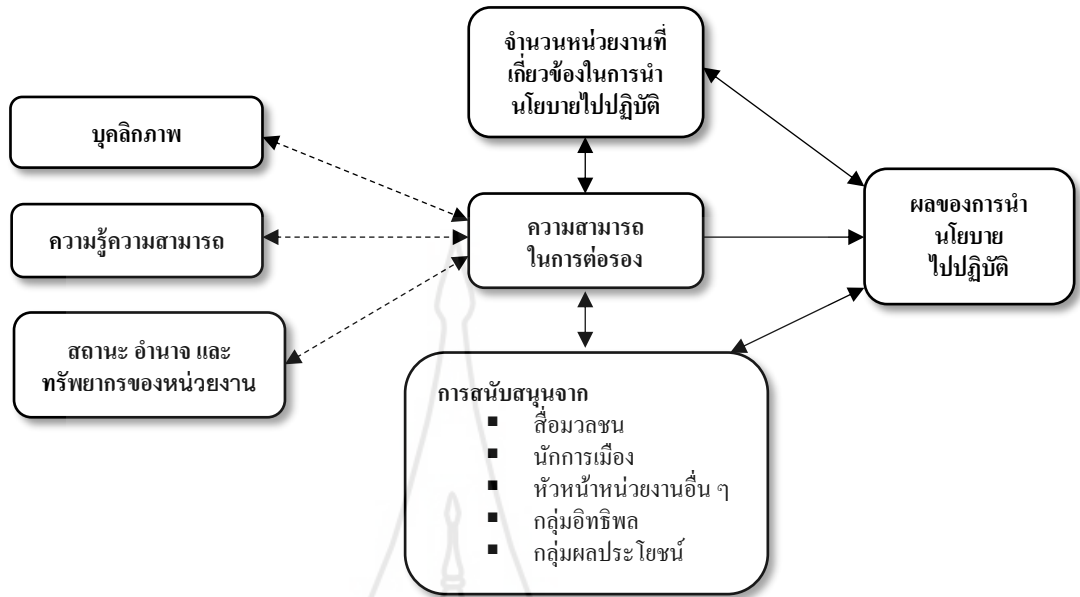 จำนวนหน่วยงานที่
เกี่ยวข้องในการนำ
นโยบายไปปฏิบัติ
บุคลิกภาพ
ความรู้ความสามารถ
สถานะ อำนาจ และ
ทรัพยากรของหน่วยงาน
ความสามารถ
ในการต่อรอง
ผลของการนำ
นโยบาย
ไปปฏิบัติ
การสนับสนุนจาก
▪ สื่อมวลชน
▪ นักการเมือง
▪ หัวหน้าหน่วยงานอื่น ๆ
▪ กลุ่มอิทธิพล
▪ กลุ่มผลประโยชน์